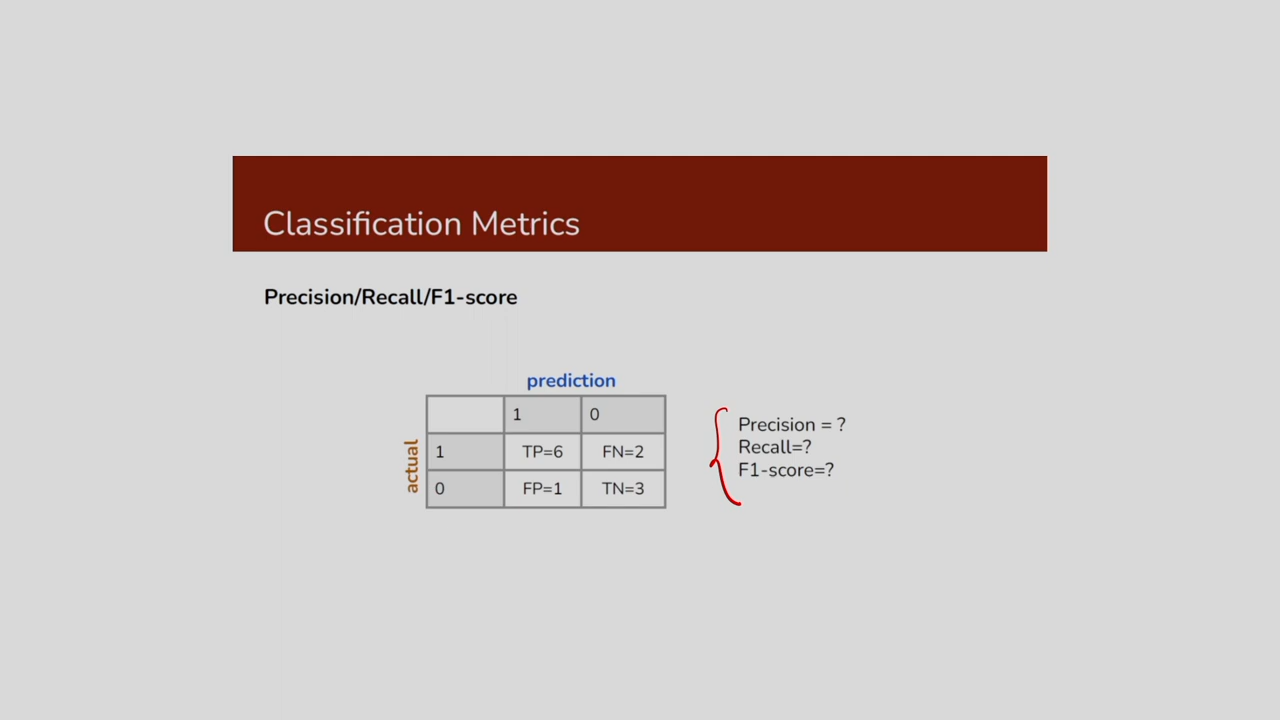 Classification Metrics
Precision/Recall/F1-score
prediction
actual
1 0
1 TP=6 FN=2
0 FP=1 TN=3
Precision = ?
Recall=?
F1-score=?